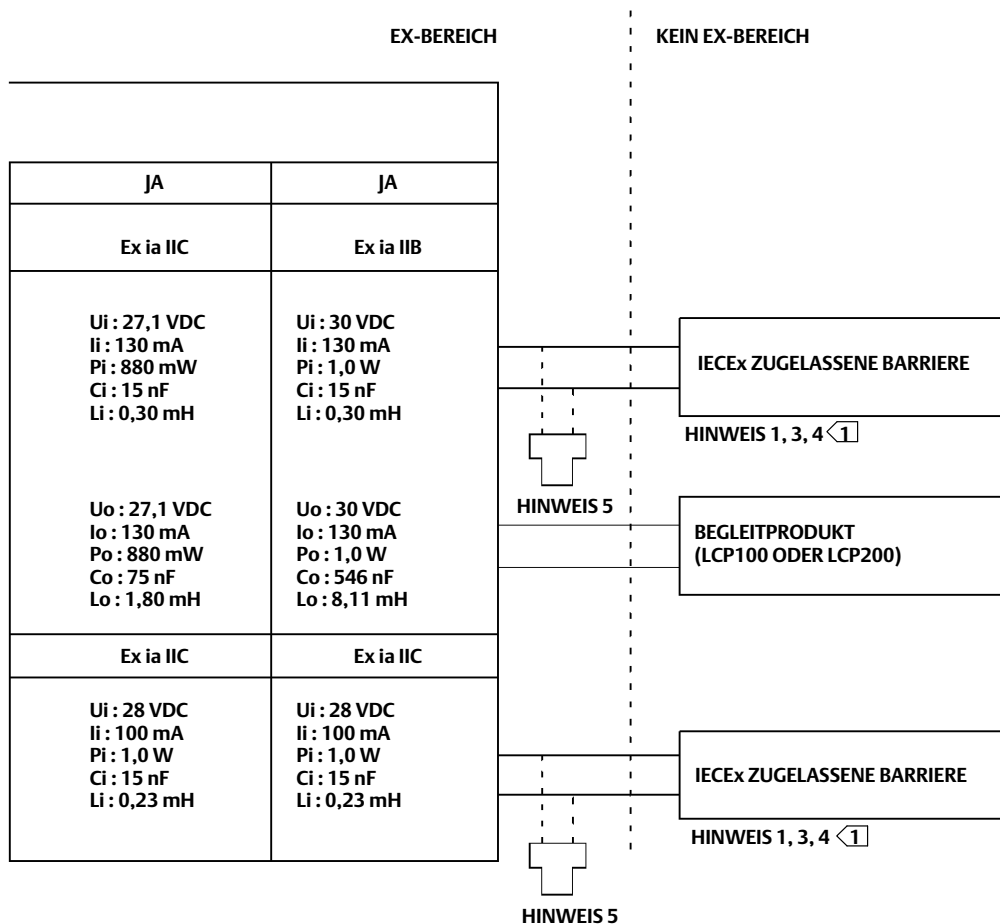 EX-BEREICH
KEIN EX-BEREICH
JA
JA
Ex ia IIC
Ex ia IIB
Ui : 27,1 VDC
Ii : 130 mA
Pi : 880 mW
Ci : 15 nF
Li : 0,30 mH
Ui : 30 VDC
Ii : 130 mA
Pi : 1,0 W
Ci : 15 nF
Li : 0,30 mH
IECEx ZUGELASSENE BARRIERE
HINWEIS 1, 3, 4 1
HINWEIS 5
Uo : 27,1 VDC
Io : 130 mA
Po : 880 mW
Co : 75 nF
Lo : 1,80 mH
Uo : 30 VDC
Io : 130 mA
Po : 1,0 W
Co : 546 nF
Lo : 8,11 mH
BEGLEITPRODUKT
(LCP100 ODER LCP200)
Ex ia IIC
Ex ia IIC
Ui : 28 VDC
Ii : 100 mA
Pi : 1,0 W
Ci : 15 nF
Li : 0,23 mH
Ui : 28 VDC
Ii : 100 mA
Pi : 1,0 W
Ci : 15 nF
Li : 0,23 mH
IECEx ZUGELASSENE BARRIERE
HINWEIS 1, 3, 4 1
HINWEIS 5